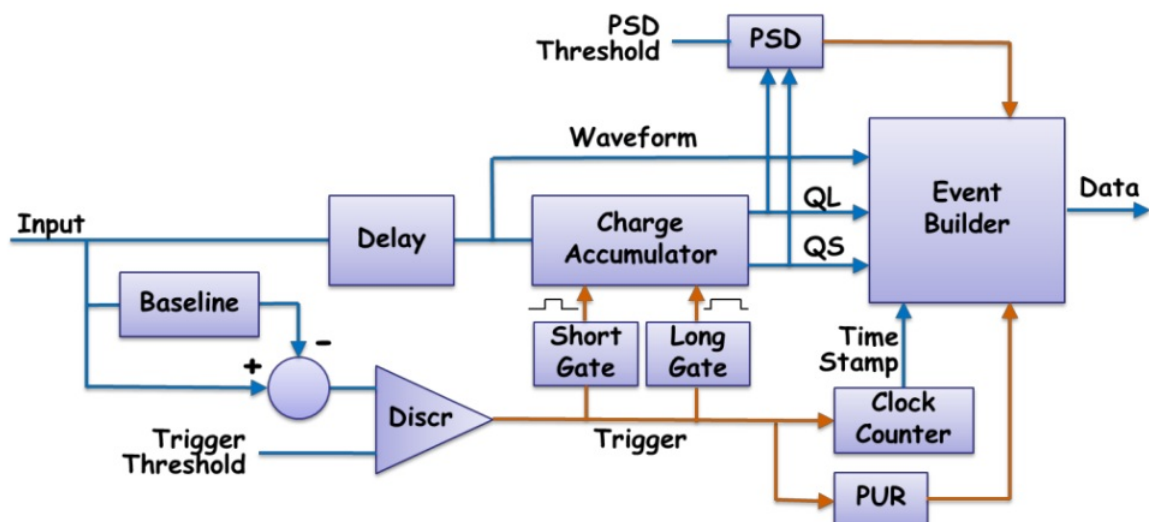 PSD
Threshold
PSD
Waveform
Input
Delay
Charge
Accumulator
QL
QS
Event
Builder
Data
Baseline
-
+
Short
Gate
Long
Gate
Time
Stamp
Discr
Trigger
Threshold
Trigger
Clock
Counter
PUR